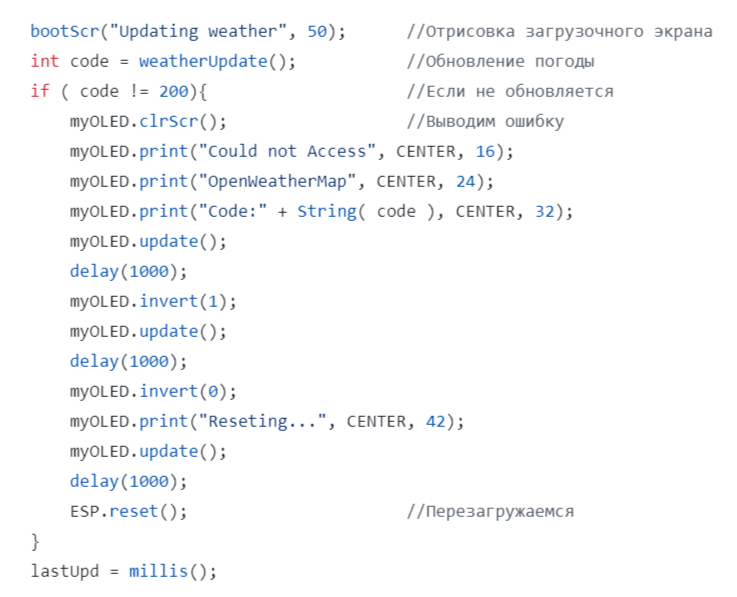 bootScr("Updating weather", 50);      //Отрисовка загрузочного экрана
int code = weatherUpdate();           //Обновление погоды
if ( code != 200){                    //Если не обновляется
    myOLED.clrScr();                  //Выводим ошибку
    myOLED.print("Could not Access", CENTER, 16);
    myOLED.print("OpenWeatherMap", CENTER, 24);
    myOLED.print("Code:" + String( code ), CENTER, 32);
    myOLED.update();
    delay(1000);
    myOLED.invert(1);
    myOLED.update();
    delay(1000);
    myOLED.invert(0);
    myOLED.print("Reseting...", CENTER, 42);
    myOLED.update();
    delay(1000);
    ESP.reset();                      //Перезагружаемся
}
lastUpd = millis();